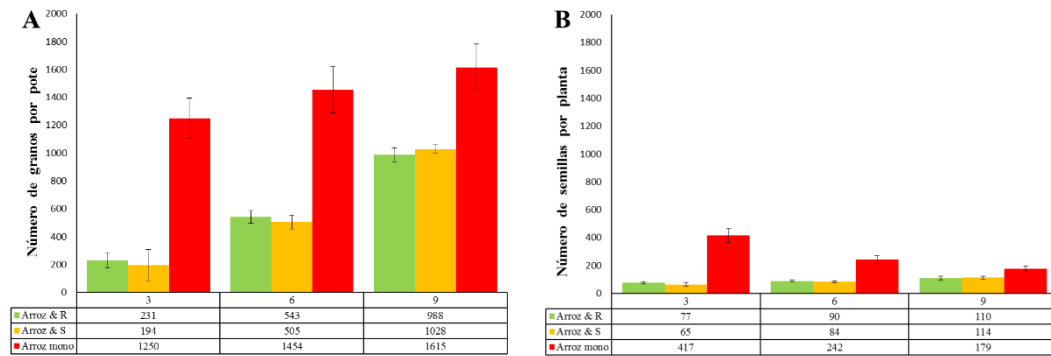 A
Número de granos por pote
2000
1800
1600
1400
1200
1000
800
600
400
200
0
3 6 9
Arroz & R 231 543 988
Arroz & S 194 505 1028
Arroz mono 1250 1454 1615
B
Número de semillas por planta
2000
1800
1600
1400
1200
1000
800
600
400
200
0
3 6 9
Arroz & R 77 90 110
Arroz & S 65 84 114
Arroz mono 417 242 179